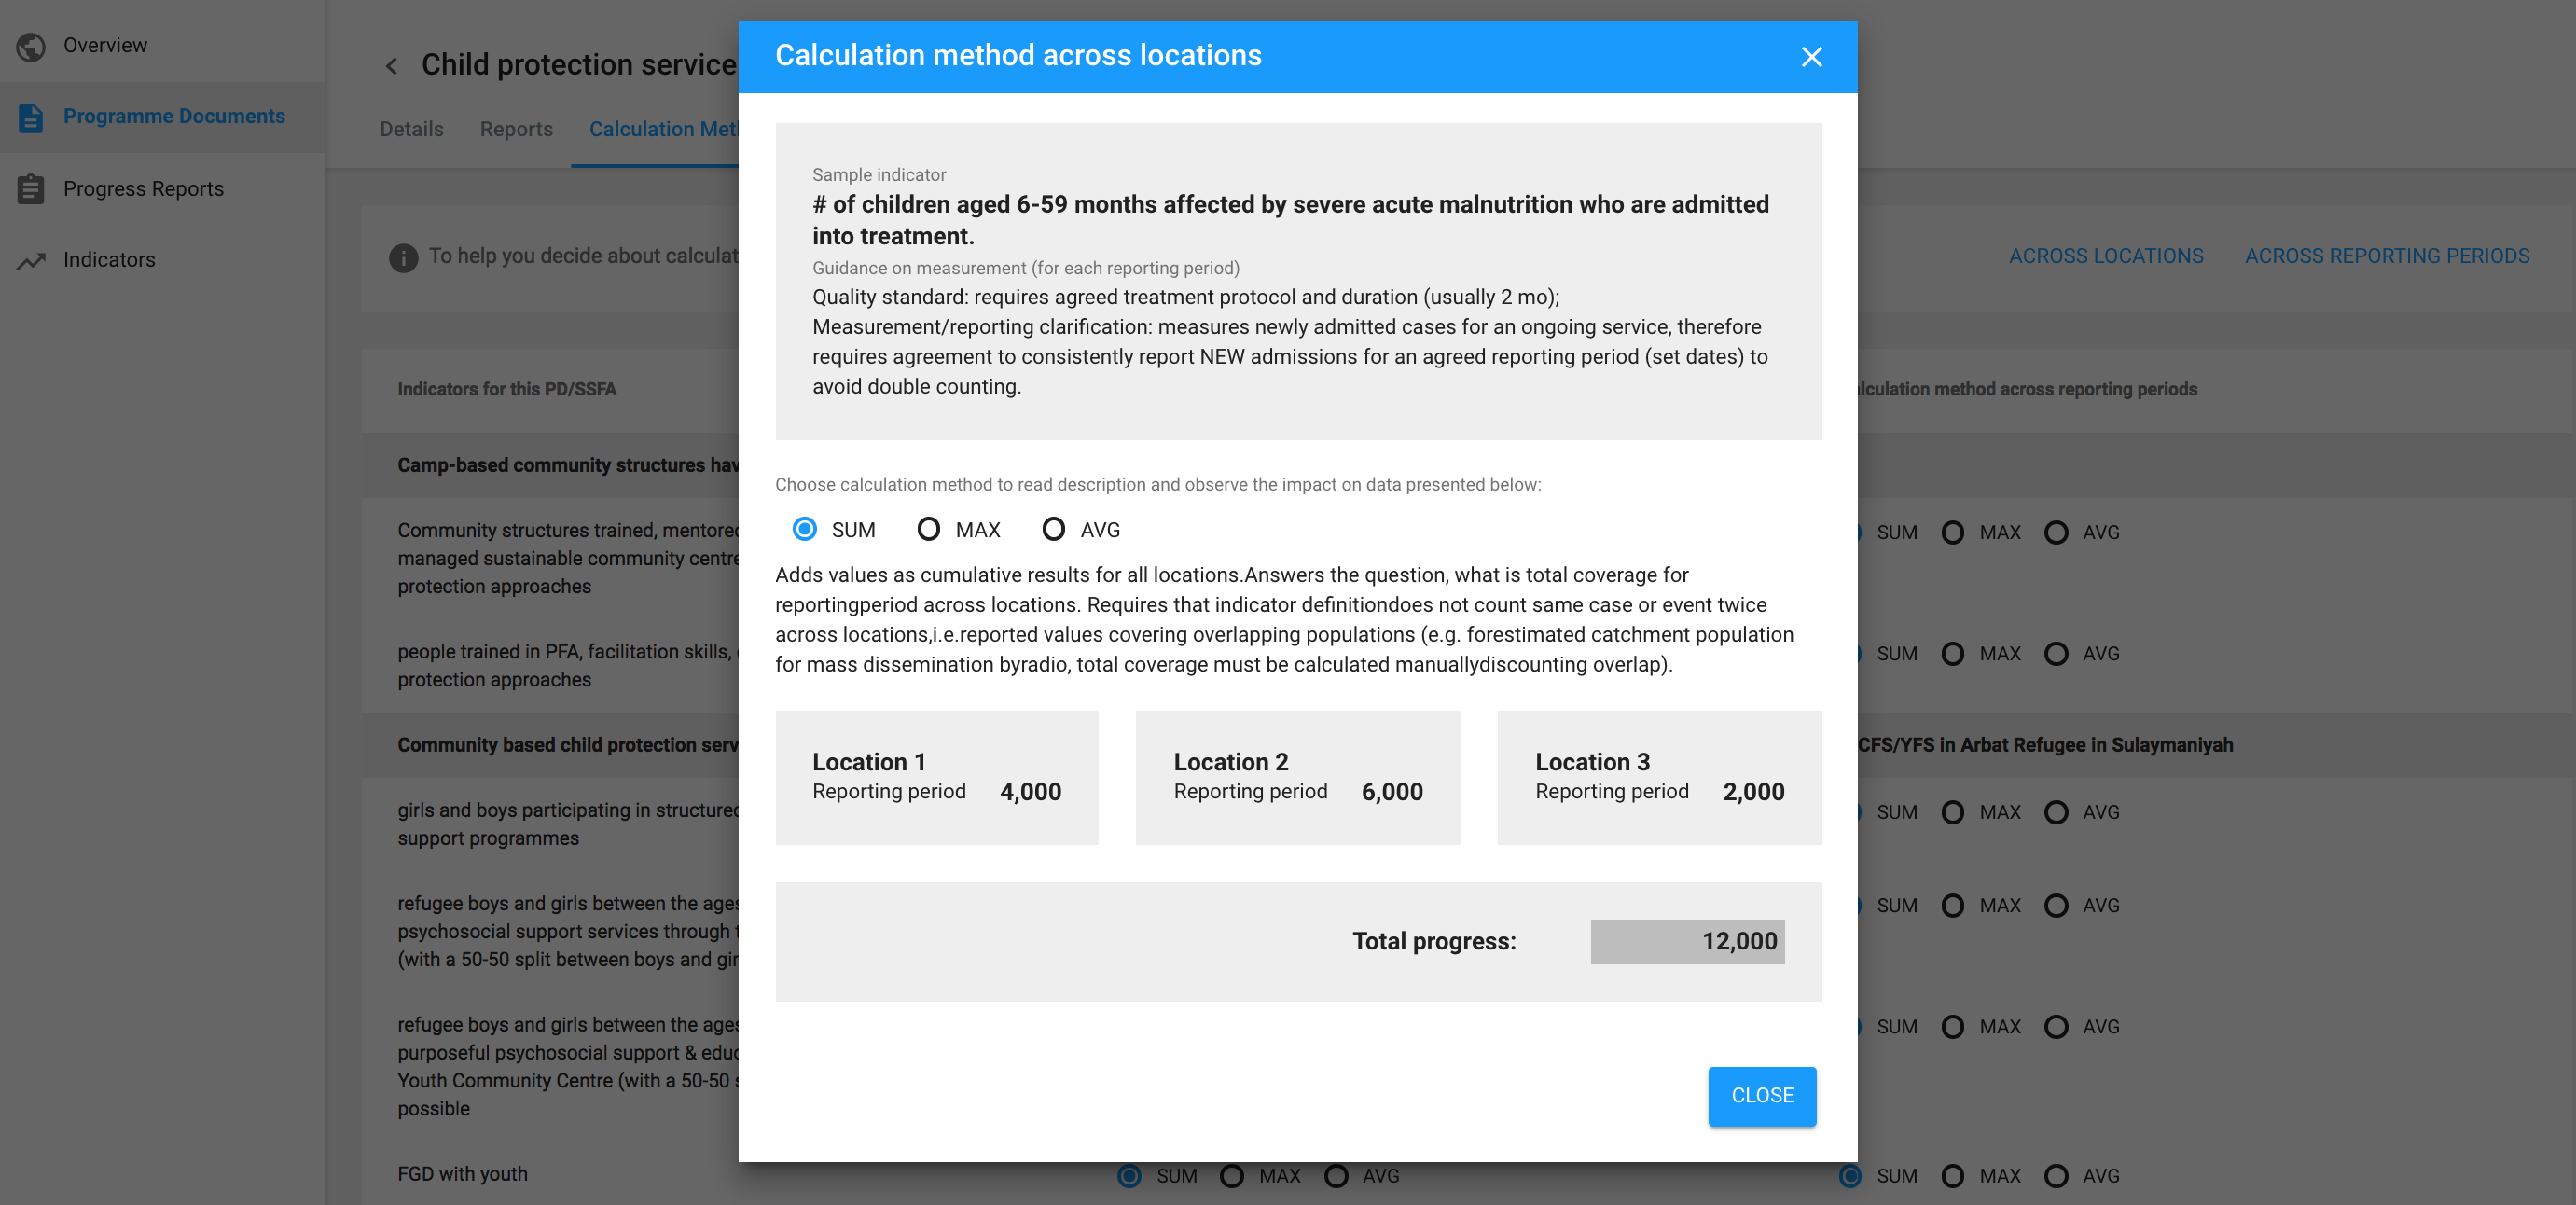 Overview
Programme Documents
Progress Reports
Indicators
Child protection service
Details
Reports
Calculation Met
To help you decide about calculat
ACROSS LOCATIONS
ACROSS REPORTING PERIODS
Indicators for this PD/SSFA
lculation method across reporting periods
Camp-based community structures hav
Community structures trained, mentored
managed sustainable community centre
protection approaches
SUM MAX AVG
people trained in PFA, facilitation skills,
protection approaches
SUM MAX AVG
Community based child protection serv
CFS/YFS in Arbat Refugee in Sulaymaniyah
girls and boys participating in structured
support programmes
SUM MAX AVG
refugee boys and girls between the ages
psychosocial support services through t
(with a 50-50 split between boys and gir
SUM MAX AVG
refugee boys and girls between the ages
purposeful psychosocial support & educ
Youth Community Centre (with a 50-50 s
possible
SUM MAX AVG
FGD with youth
SUM MAX AVG
SUM MAX AVG
Calculation method across locations
Sample indicator
# of children aged 6-59 months affected by severe acute malnutrition who are admitted
into treatment.
Guidance on measurement (for each reporting period)
Quality standard: requires agreed treatment protocol and duration (usually 2 mo);
Measurement/reporting clarification: measures newly admitted cases for an ongoing service, therefore
requires agreement to consistently report NEW admissions for an agreed reporting period (set dates) to
avoid double counting.
Choose calculation method to read description and observe the impact on data presented below:
SUM MAX AVG
Adds values as cumulative results for all locations.Answers the question, what is total coverage for
reportingperiod across locations. Requires that indicator definitiondoes not count same case or event twice
across locations,i.e.reported values covering overlapping populations (e.g. forestimated catchment population
for mass dissemination byradio, total coverage must be calculated manuallydiscounting overlap).
Location 1
Reporting period 4,000
Location 2
Reporting period 6,000
Location 3
Reporting period 2,000
Total progress: 12,000
CLOSE